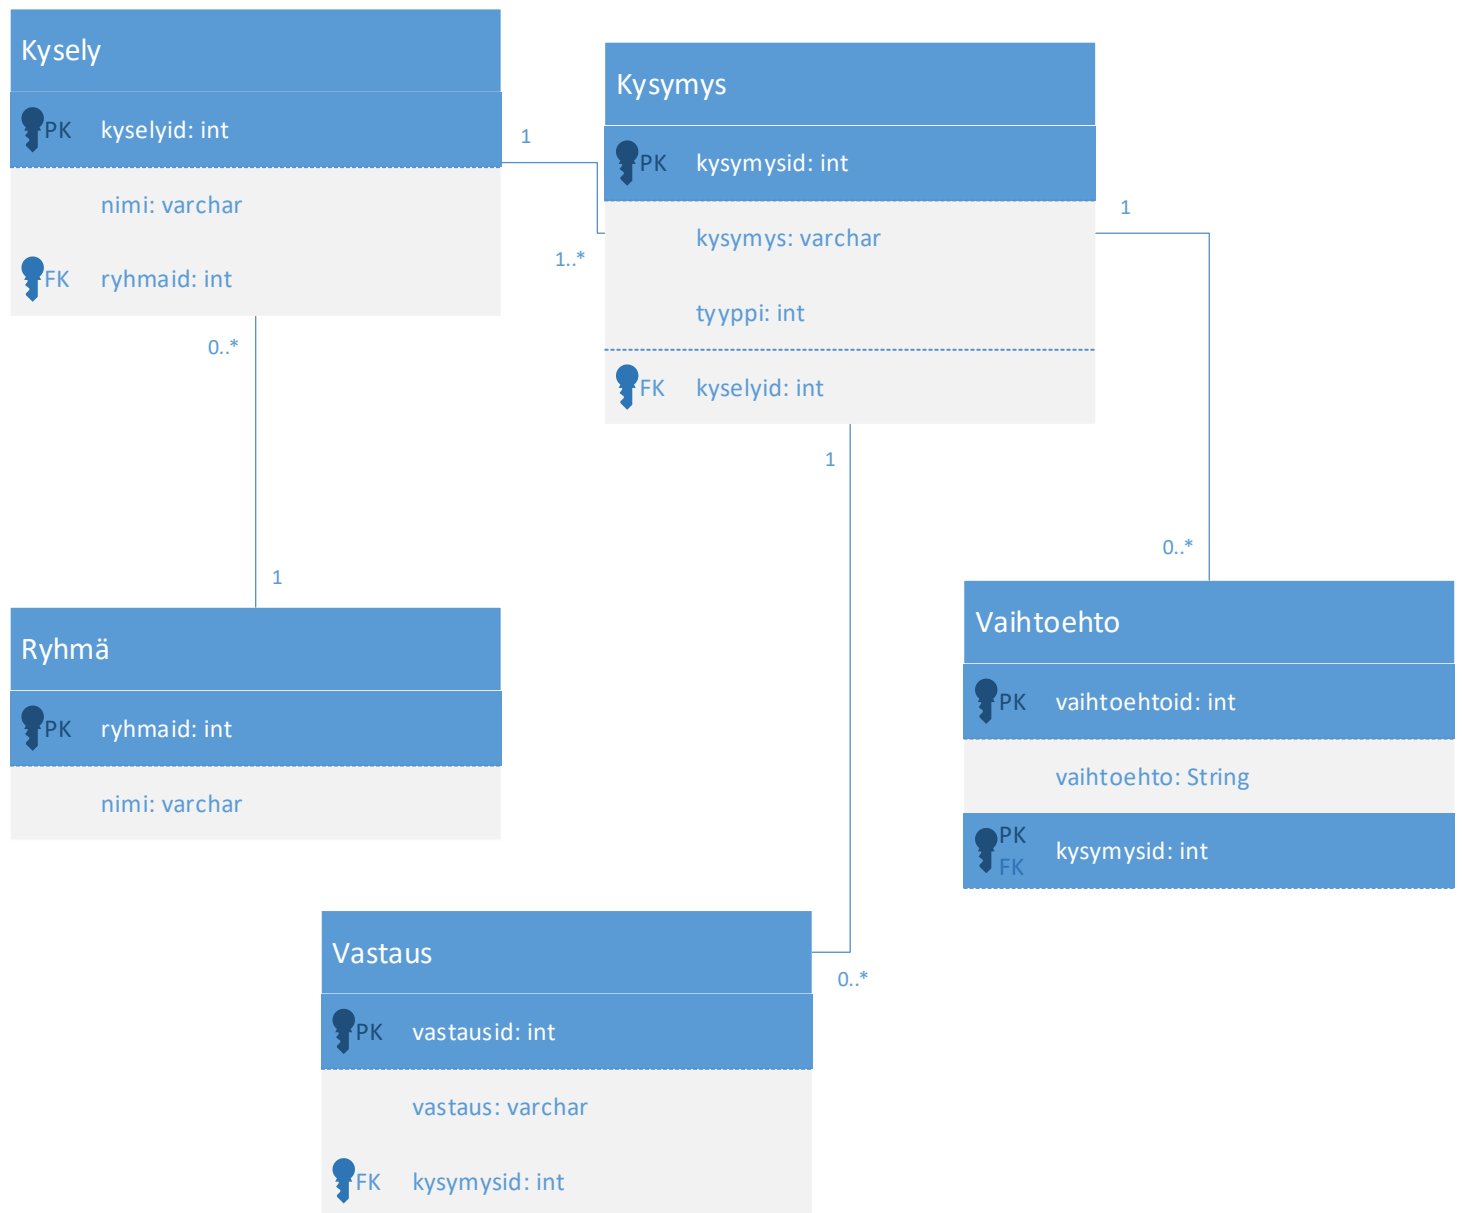 Kysely
PK kyselyid: int
nimi: varchar
FK ryhmaid: int
1
1..*
0..*
1
Kysymys
PK kysymysid: int
kysymys: varchar
tyyppi: int
FK kyselyid: int
1
0..*
1
0..*
Ryhmä
PK ryhmaid: int
nimi: varchar
Vaihtoehto
PK vaihtoehtoid: int
vaihtoehto: String
PK
FK
kysymysid: int
Vastaus
PK vastausid: int
vastaus: varchar
FK kysymysid: int